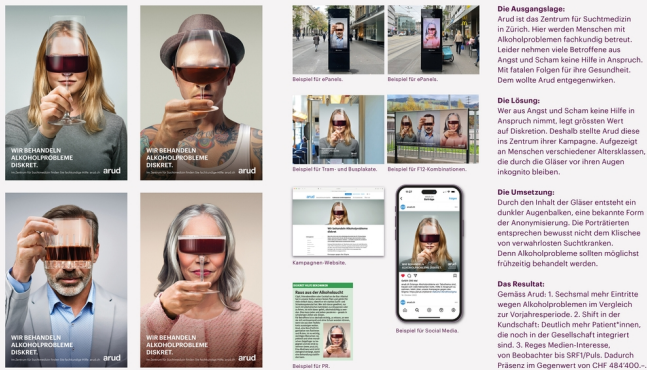 WIR BEHANDELN
ALKOHOLPROBLEME
DISKRET.
arud
WIR BEHANDELN
ALKOHOLPROBLEME
DISKRET.
arud
WIR BEHANDELN
ALKOHOLPROBLEME
DISKRET.
arud
WIR BEHANDELN
ALKOHOLPROBLEME
DISKRET.
arud
Beispiel für ePanels.
Beispiel für ePanels.
Beispiel für Tram- und Busplakate.
Beispiel für F12-Kombinationen.
arud
Kampagnen-Website.
Raus aus der Alkoholsucht
Beispiel für PR.
Beispiel für Social Media.
Die Ausgangslage:
Arud ist das Zentrum für Suchtmedizin
in Zürich. Hier werden Menschen mit
Alkoholproblemen fachkundig betreut.
Leider nehmen viele Betroffene aus
Angst und Scham keine Hilfe in Anspruch.
Mit fatalen Folgen für ihre Gesundheit.
Dem wollte Arud entgegenwirken.
Die Lösung:
Wer aus Angst und Scham keine Hilfe in
Anspruch nimmt, legt grössten Wert
auf Diskretion. Deshalb stellte Arud diese
ins Zentrum ihrer Kampagne. Aufgezeigt
an Menschen verschiedener Altersklassen,
die durch die Gläser vor ihren Augen
inkognito bleiben.
Die Umsetzung:
Durch den Inhalt der Gläser entsteht ein
dunkler Augenbalken, eine bekannte Form
der Anonymisierung. Die Porträtierten
entsprechen bewusst nicht dem Klischee
von verwahrlosten Suchtkranken.
Denn Alkoholprobleme sollten möglichst
frühzeitig behandelt werden.
Das Resultat:
Gemäss Arud: 1. Sechsmal mehr Eintritte
wegen Alkoholproblemen im Vergleich
zur Vorjahresperiode. 2. Shift in der
Kundschaft: Deutlich mehr Patient*innen,
die noch in der Gesellschaft integriert
sind. 3. Reges Medien-Interesse,
von Beobachter bis SRF1/Puls. Dadurch
Präsenz im Gegenwert von CHF 484'400.–.